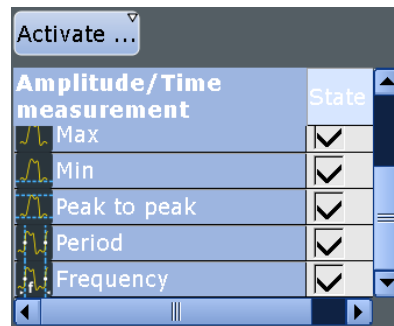 Activate ...
Amplitude/Time
measurement
State
Max
Min
Peak to peak
Period
Frequency